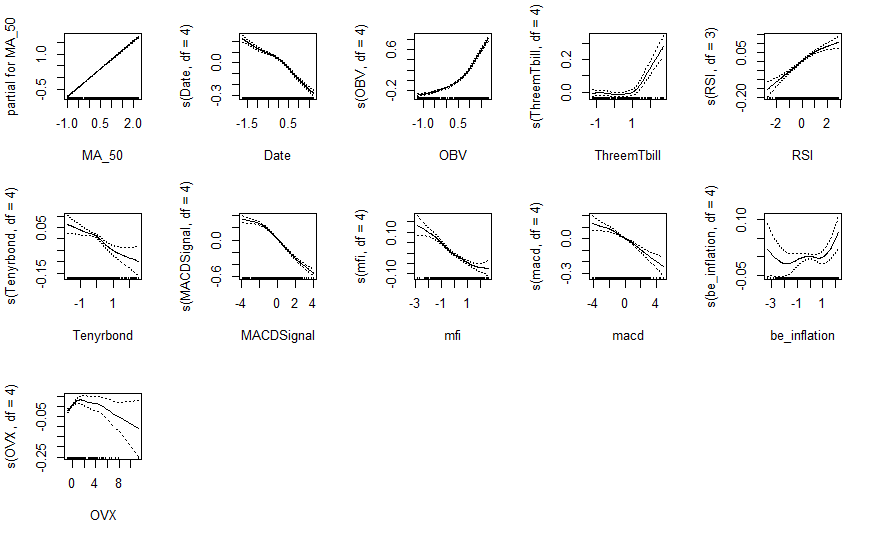 partial for MA_50
1.0
-0.5
-1.0 0.5 2.0
MA_50
s(Date, df = 4)
0.0
-0.3
-1.5 0.5
Date
s(OBV, df = 4)
0.6
-0.2
-1.0 0.5
OBV
s(ThreemTbill, df = 4)
0.2
0.0
-1 1
ThreemTbill
s(RSI, df = 3)
0.05
-0.20
-2 0 2
RSI
s(Tenyrbond, df = 4)
0.05
-0.15
-1 1
Tenyrbond
s(MACDSignal, df = 4)
0.0
-0.6
-4 0 2 4
MACDSignal
s(mfi, df = 4)
0.10
-0.10
-3 -1 1
mfi
s(macd, df = 4)
0.0
-0.3
-4 0 4
macd
s(be_inflation, df = 4)
0.10
-0.05
-3 -1 1
be_inflation
s(OVX, df = 4)
-0.05
-0.25
0 4 8
OVX